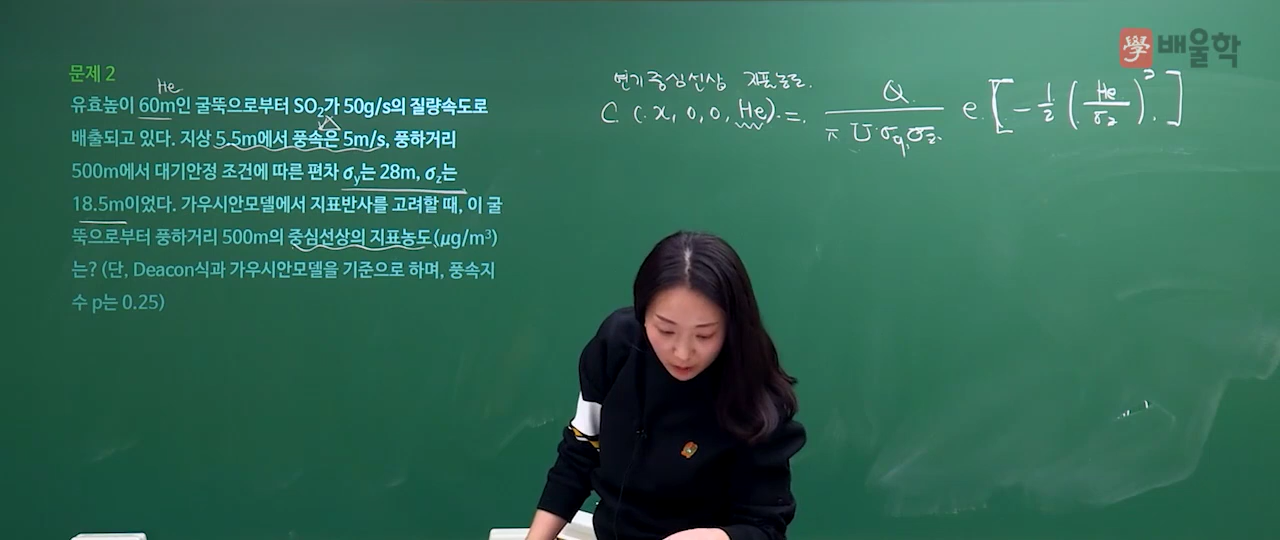 學 배울학
문제 2
He
유효높이 60m인 굴뚝으로부터 SO₂가 50g/s의 질량속도로
배출되고 있다. 지상 5.5m에서 풍속은 5m/s, 풍하거리
500m에서 대기안정 조건에 따른 편차 σy는 28m, σz는
18.5m이었다. 가우시안모델에서 지표반사를 고려할 때, 이 굴
뚝으로부터 풍하거리 500m의 중심선상의 지표농도(μg/m³)
는? (단, Deacon식과 가우시안모델을 기준으로 하며, 풍속지
수 p는 0.25)
연기중심선상 지표농도.
C (x, 0, 0, He) = Q / π U σy σz e [ - 1/2 ( He / σz )² ]